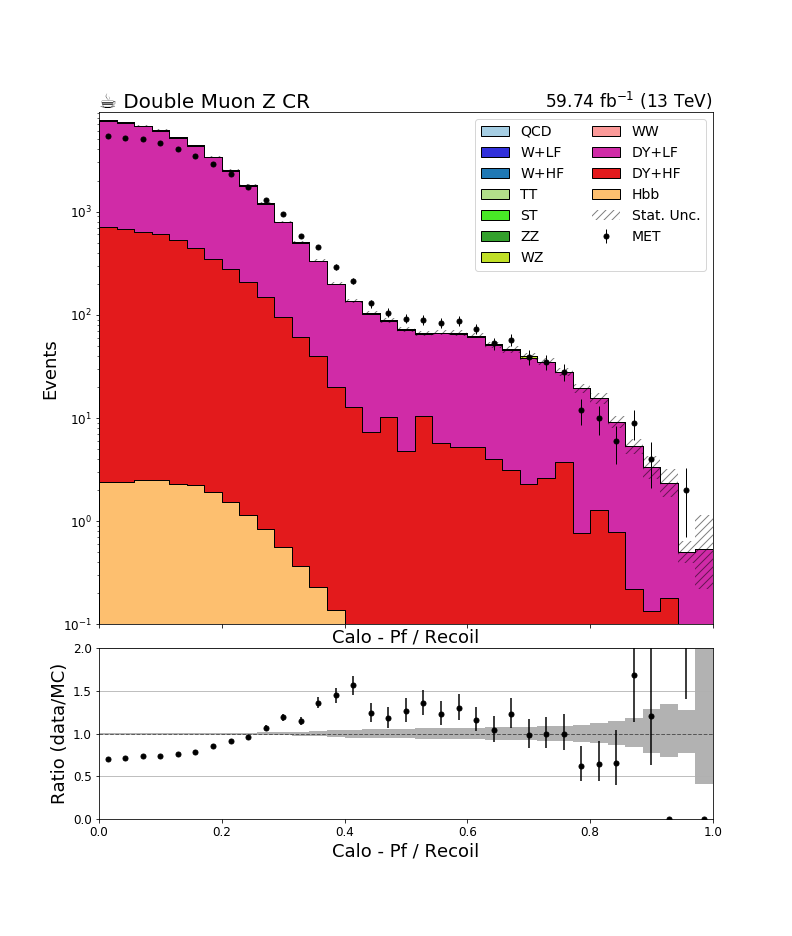 ☕ Double Muon Z CR
59.74 fb⁻¹ (13 TeV)
QCD
W+LF
W+HF
TT
ST
ZZ
WZ
WW
DY+LF
DY+HF
Hbb
Stat. Unc.
MET
Events
10³
10²
10¹
10⁰
10⁻¹
Calo - Pf / Recoil
Ratio (data/MC)
2.0
1.5
1.0
0.5
0.0
0.0 0.2 0.4 0.6 0.8 1.0
Calo - Pf / Recoil